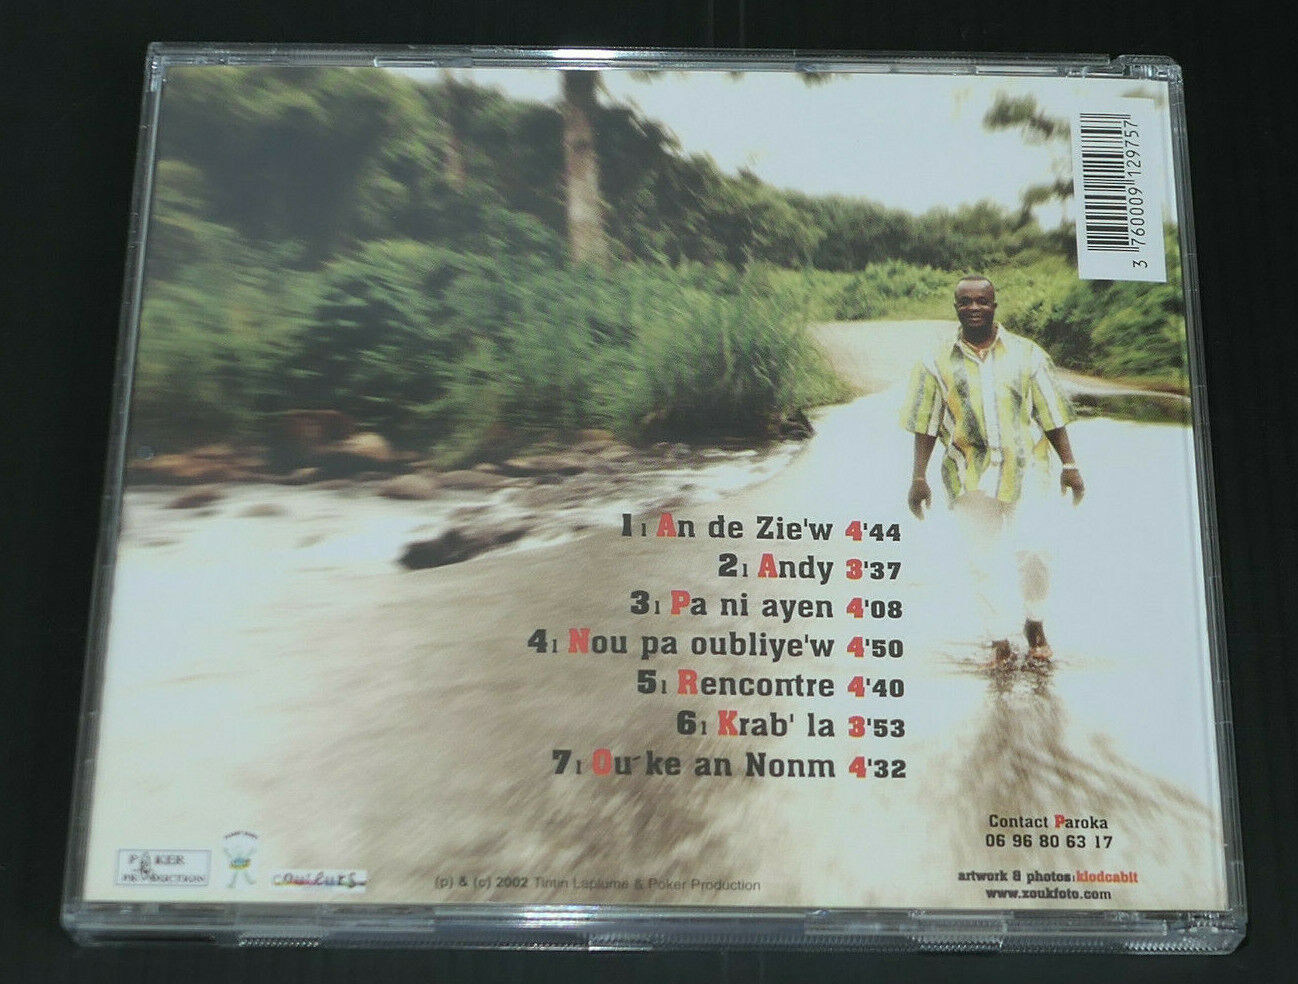 3 760009 129757
1| An de Zie'w 4'44
2| Andy 3'37
3| Pa ni ayen 4'08
4| Nou pa oubliye'w 4'50
5| Rencontre 4'40
6| Krab' la 3'53
7| Ou ke an Nonm 4'32
Contact Paroka
06 96 80 63 17
artwork & photos:klodcabit
www.zoukfoto.com
POKER
PRODUCTION
couleurs
(p) & (c) 2002 Tintin Laplume & Poker Production